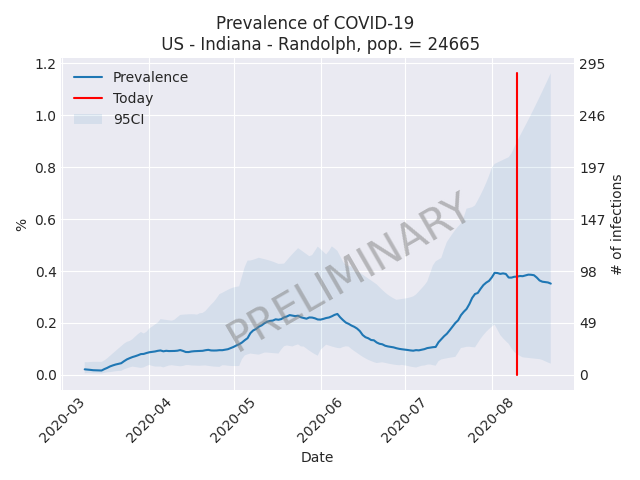 Prevalence of COVID-19
US - Indiana - Randolph, pop. = 24665
Prevalence
Today
95CI
PRELIMINARY
1.2
1.0
0.8
0.6
0.4
0.2
0.0
%
295
246
197
147
98
49
0
# of infections
2020-03
2020-04
2020-05
2020-06
2020-07
2020-08
Date